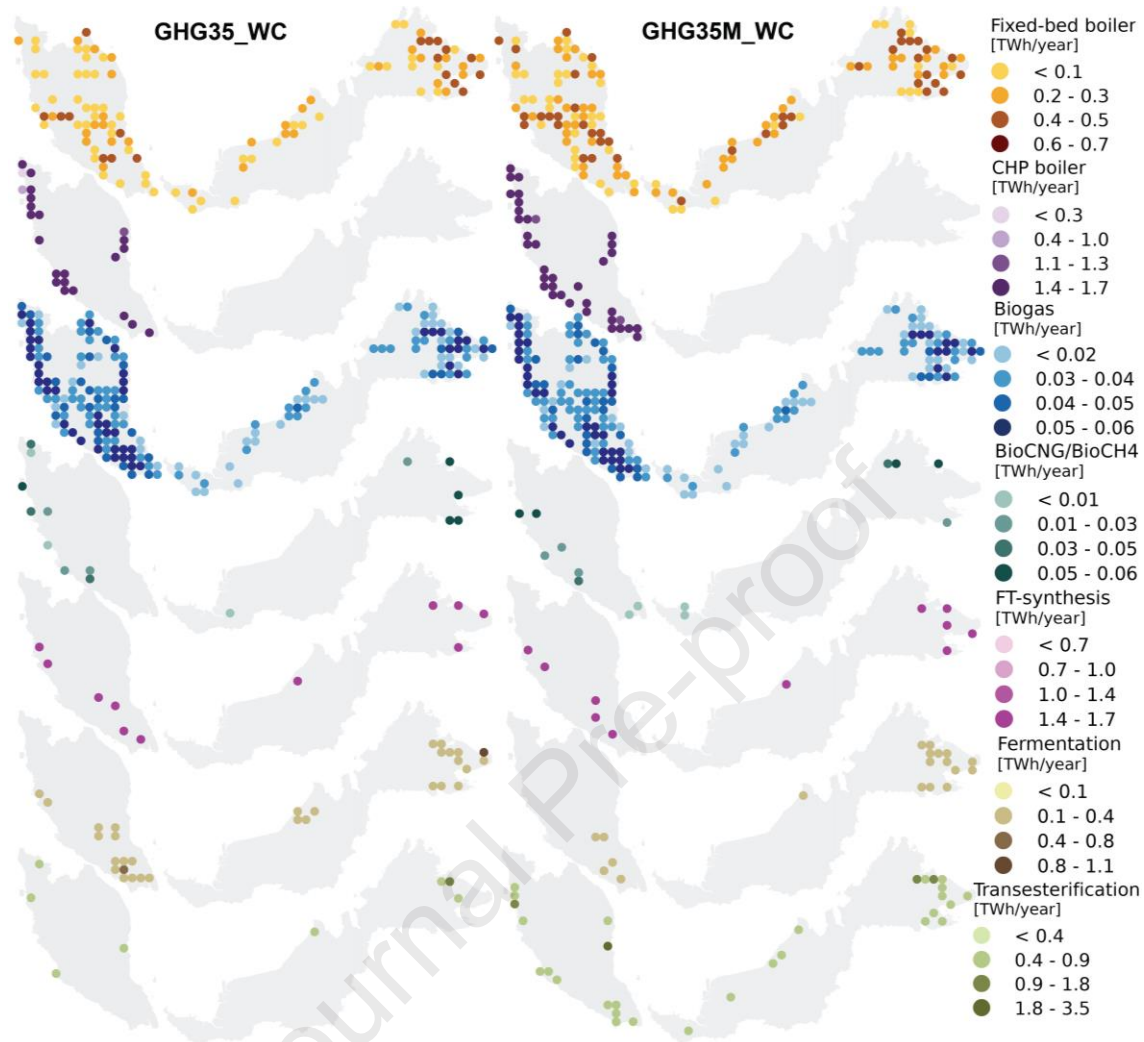 GHG35_WC
GHG35M_WC
Fixed-bed boiler
[TWh/year]
< 0.1
0.2 - 0.3
0.4 - 0.5
0.6 - 0.7
CHP boiler
[TWh/year]
< 0.3
0.4 - 1.0
1.1 - 1.3
1.4 - 1.7
Biogas
[TWh/year]
< 0.02
0.03 - 0.04
0.04 - 0.05
0.05 - 0.06
BioCNG/BioCH4
[TWh/year]
< 0.01
0.01 - 0.03
0.03 - 0.05
0.05 - 0.06
FT-synthesis
[TWh/year]
< 0.7
0.7 - 1.0
1.0 - 1.4
1.4 - 1.7
Fermentation
[TWh/year]
< 0.1
0.1 - 0.4
0.4 - 0.8
0.8 - 1.1
Transesterification
[TWh/year]
< 0.4
0.4 - 0.9
0.9 - 1.8
1.8 - 3.5
Journal Pre-proof